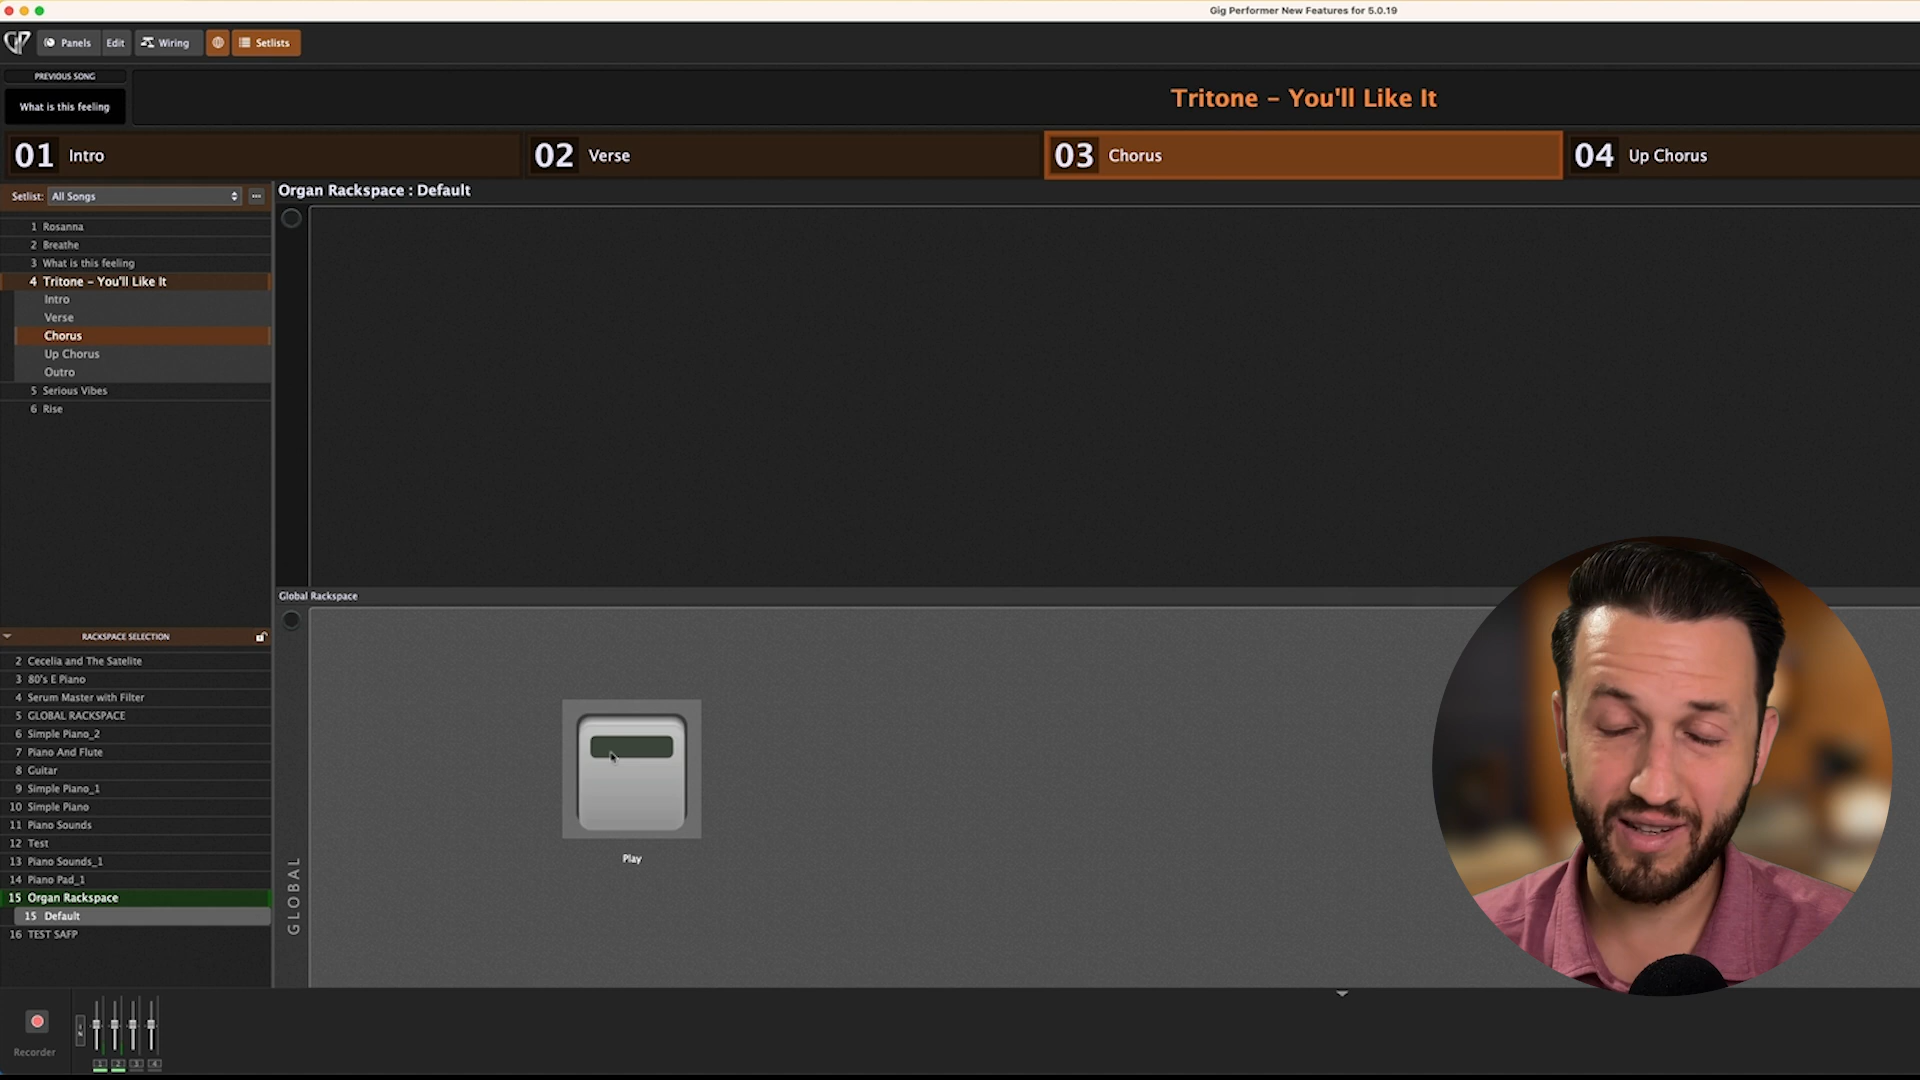 Gig Performer New Features for 5.0.19
GP Panels Edit Wiring Setlists
PREVIOUS SONG
What is this feeling
Tritone - You'll Like It
01 Intro 02 Verse 03 Chorus 04 Up Chorus
Setlist: All Songs ...
Organ Rackspace : Default
1 Rosanna
2 Breathe
3 What is this feeling
4 Tritone - You'll Like It
Intro
Verse
Chorus
Up Chorus
Outro
5 Serious Vibes
6 Rise
Global Rackspace
RACKSPACE SELECTION
2 Cecelia and The Satelite
3 80's E Piano
4 Serum Master with Filter
5 GLOBAL RACKSPACE
6 Simple Piano_2
7 Piano And Flute
8 Guitar
9 Simple Piano_1
10 Simple Piano
11 Piano Sounds
12 Test
13 Piano Sounds_1
14 Piano Pad_1
15 Organ Rackspace
15 Default
16 TEST SAFP
GLOBAL
Play
Recorder
IN
1 2 3 4